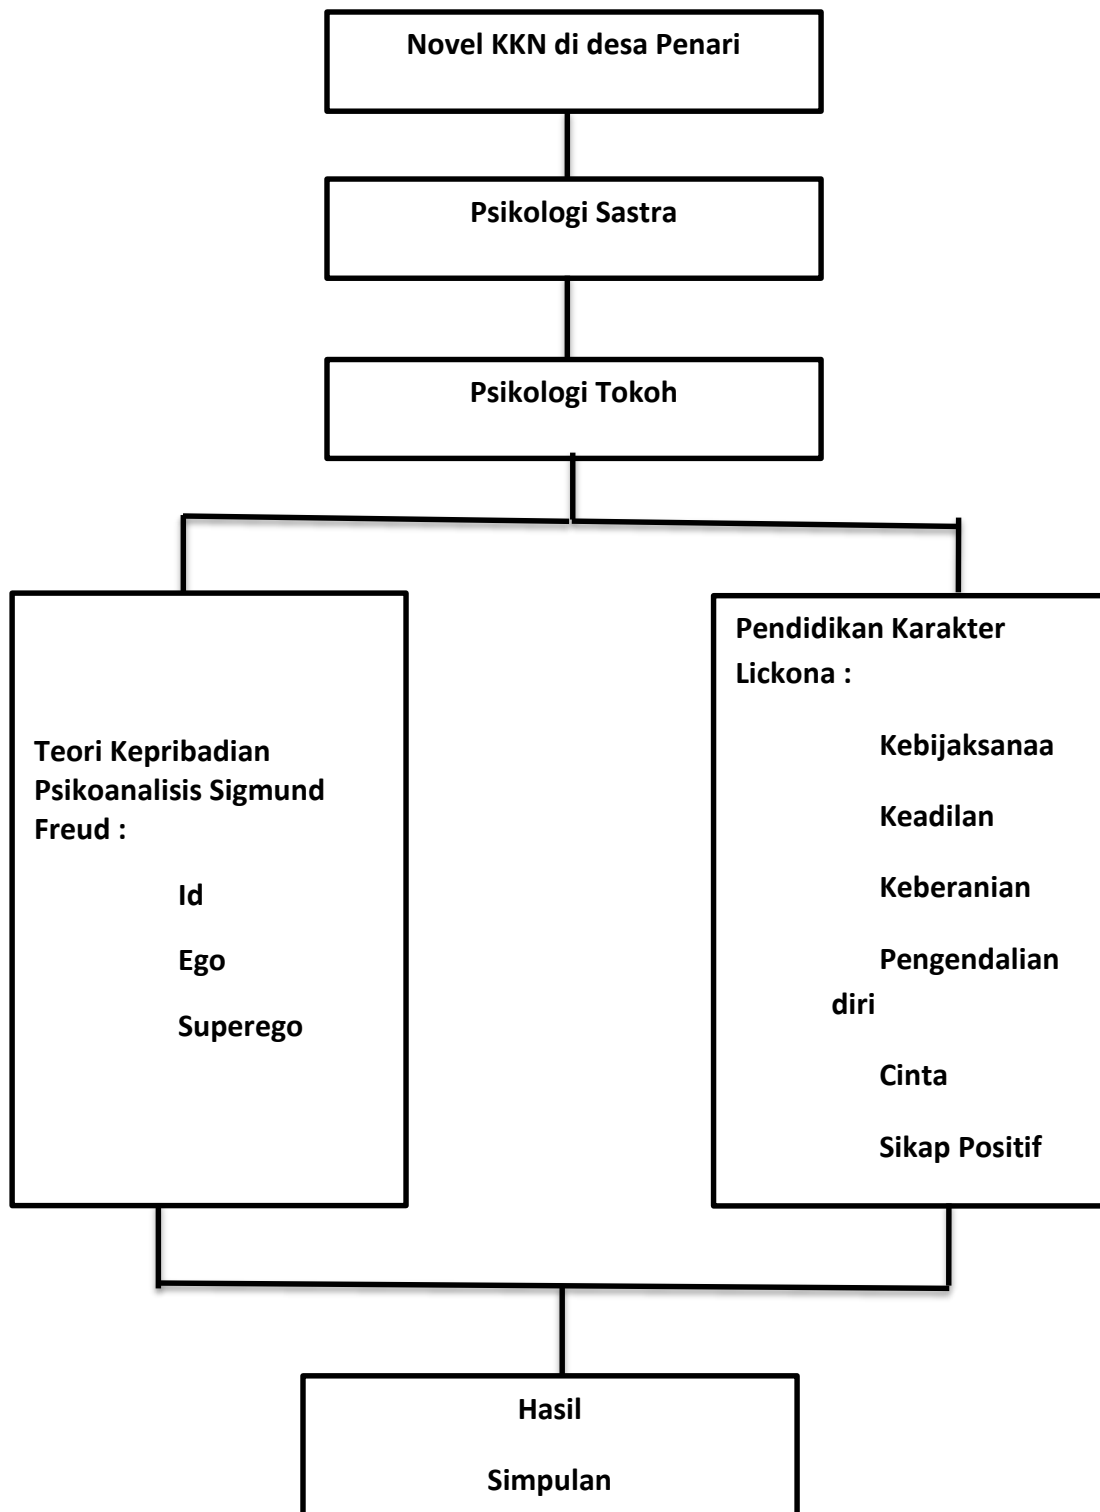 Novel KKN di desa Penari
Psikologi Sastra
Psikologi Tokoh
Teori Kepribadian
Psikoanalisis Sigmund
Freud :
Id
Ego
Superego
Pendidikan Karakter
Lickona :
Kebijaksanaa
Keadilan
Keberanian
Pengendalian
diri
Cinta
Sikap Positif
Hasil
Simpulan